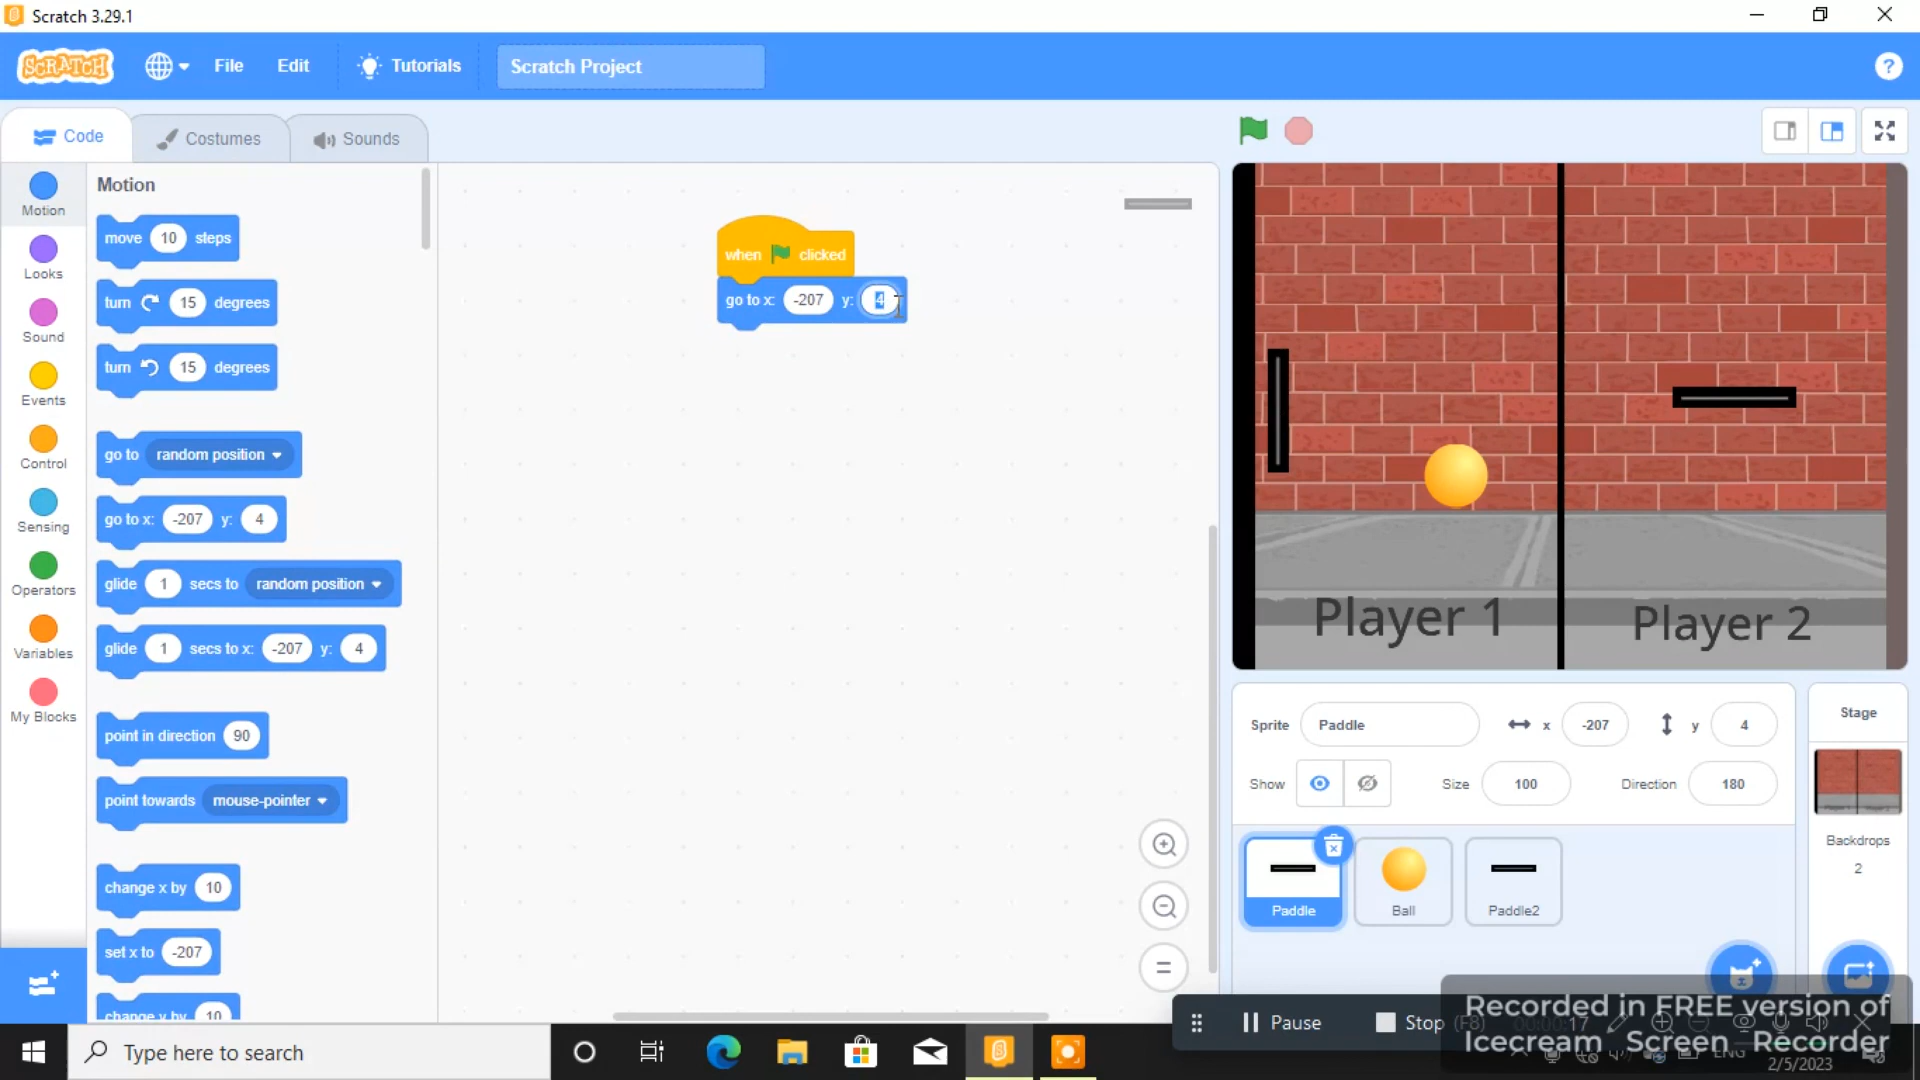 Scratch 3.29.1
SCRATCH
File
Edit
Tutorials
Scratch Project
?
Code
Costumes
Sounds
Motion
Looks
Sound
Events
Control
Sensing
Operators
Variables
My Blocks
Motion
move 10 steps
turn 15 degrees
turn 15 degrees
go to random position
go to x: -207 y: 4
glide 1 secs to random position
glide 1 secs to x: -207 y: 4
point in direction 90
point towards mouse-pointer
change x by 10
set x to -207
change y by 10
when clicked
go to x: -207 y: 4
Player 1
Player 2
Sprite Paddle x -207 y 4
Show Size 100 Direction 180
Paddle
Ball
Paddle2
Stage
Backdrops
2
Pause
Stop (F8)
Recorded in FREE version of
Icecream Screen Recorder
Type here to search
ENG
2/5/2023